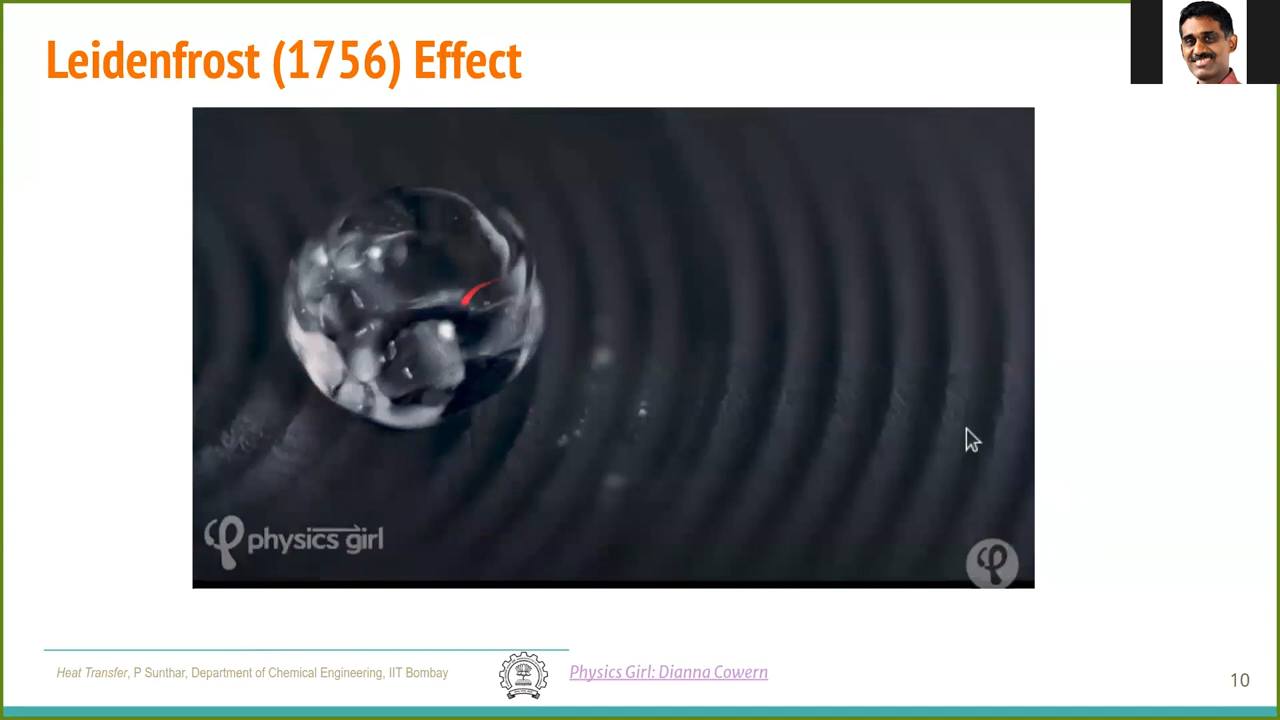 Leidenfrost (1756) Effect
physics girl
Heat Transfer, P Sunthar, Department of Chemical Engineering, IIT Bombay
Physics Girl: Dianna Cowern
10